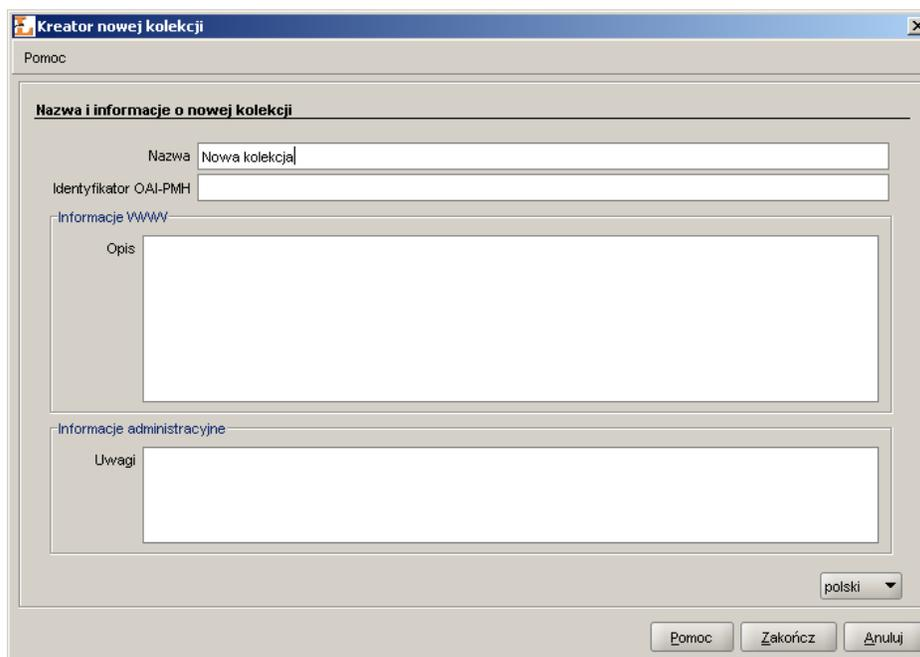 Kreator nowej kolekcji
Pomoc
Nazwa i informacje o nowej kolekcji
Nazwa Nowa kolekcja
Identyfikator OAI-PMH
Informacje WWW
Opis
Informacje administracyjne
Uwagi
polski
Pomoc Zakończ Anuluj